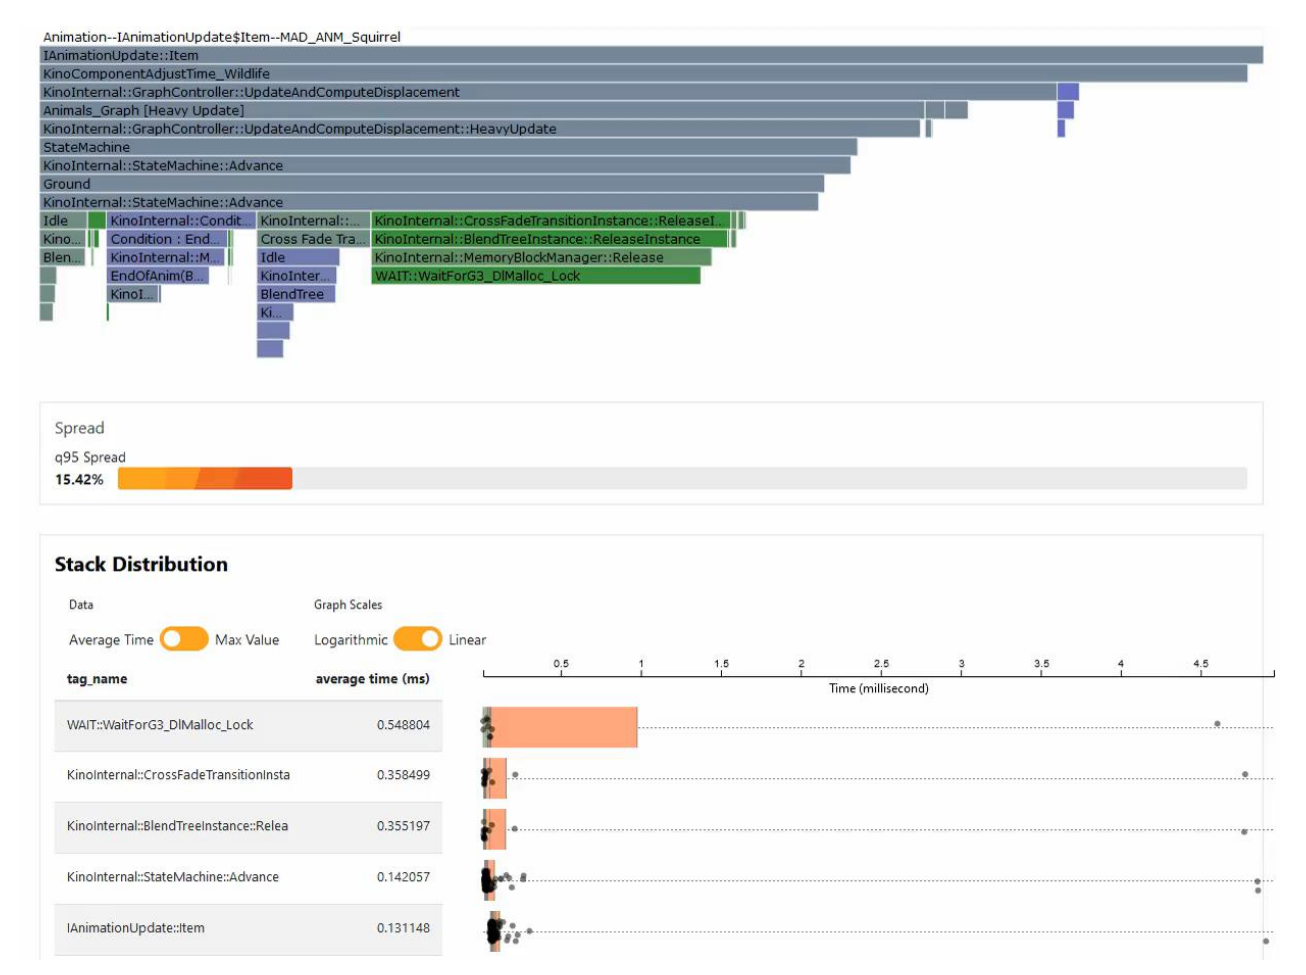 Animation--IAnimationUpdate$Item--MAD_ANM_Squirrel
IAnimationUpdate::Item
KinoComponentAdjustTime_Wildlife
KinoInternal::GraphController::UpdateAndComputeDisplacement
Animals_Graph [Heavy Update]
KinoInternal::GraphController::UpdateAndComputeDisplacement::HeavyUpdate
StateMachine
KinoInternal::StateMachine::Advance
Ground
KinoInternal::StateMachine::Advance
Idle KinoInternal::Condit... KinoInternal::... KinoInternal::CrossFadeTransitionInstance::ReleaseI...
Kino... Condition : End... Cross Fade Tra... KinoInternal::BlendTreeInstance::ReleaseInstance
Blen... KinoInternal::M... Idle KinoInternal::MemoryBlockManager::Release
EndOfAnim(B... KinoInter... WAIT::WaitForG3_DlMalloc_Lock
KinoI... BlendTree
Ki...
Spread
q95 Spread
15.42%
Stack Distribution
Data Graph Scales
Average Time Max Value Logarithmic Linear
0.5 1 1.5 2 2.5 3 3.5 4 4.5
tag_name average time (ms) Time (millisecond)
WAIT::WaitForG3_DlMalloc_Lock 0.548804
KinoInternal::CrossFadeTransitionInsta 0.358499
KinoInternal::BlendTreeInstance::Relea 0.355197
KinoInternal::StateMachine::Advance 0.142057
IAnimationUpdate::Item 0.131148